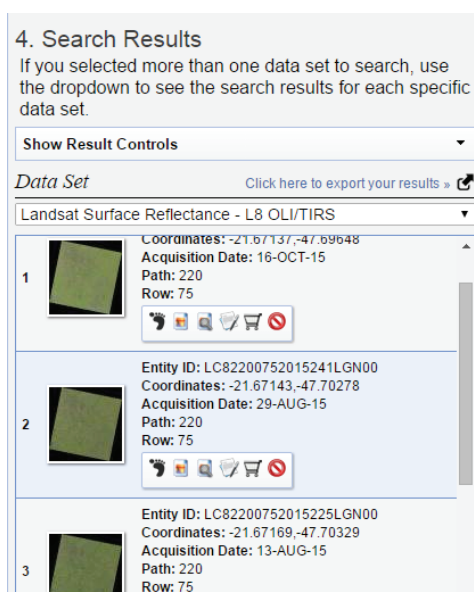 4. Search Results
If you selected more than one data set to search, use
the dropdown to see the search results for each specific
data set.
Show Result Controls
Data Set
Click here to export your results »
Landsat Surface Reflectance - L8 OLI/TIRS
Coordinates: -21.67137,-47.69648
Acquisition Date: 16-OCT-15
1
Path: 220
Row: 75
Entity ID: LC82200752015241LGN00
Coordinates: -21.67143,-47.70278
Acquisition Date: 29-AUG-15
2
Path: 220
Row: 75
Entity ID: LC82200752015225LGN00
Coordinates: -21.67169,-47.70329
Acquisition Date: 13-AUG-15
3
Path: 220
Row: 75